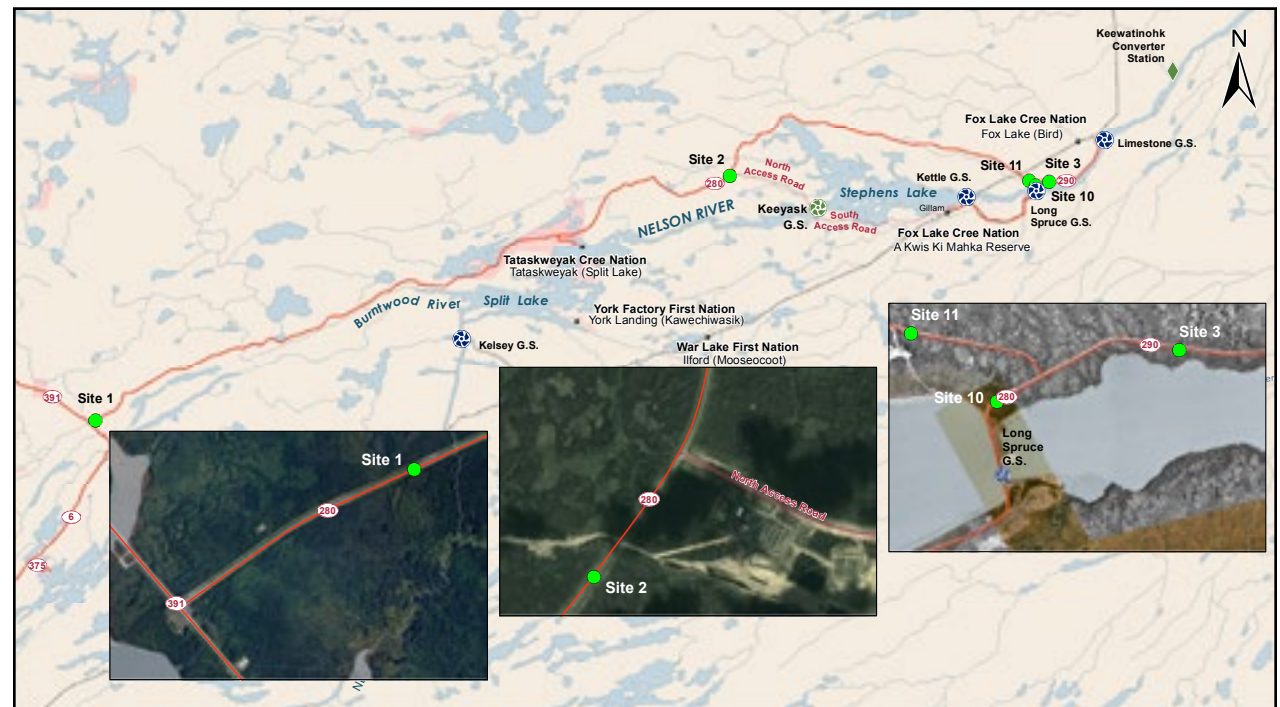 Keewatinohk
Converter
Station
N
Fox Lake Cree Nation
Fox Lake (Bird)
Limestone G.S.
Site 2
280
North
Access Road
Site 11
Site 3
Kettle G.S.
290
Stephens Lake
Site 10
Long
Spruce G.S.
Gillam
Keeyask
G.S.
South
Access Road
NELSON RIVER
Fox Lake Cree Nation
A Kwis Ki Mahka Reserve
Tataskweyak Cree Nation
Tataskweyak (Split Lake)
Burntwood River
Split Lake
York Factory First Nation
York Landing (Kawechiwasik)
Kelsey G.S.
War Lake First Nation
Ilford (Mooseocoot)
391
Site 1
6
375
Site 1
280
391
280
North Access Road
Site 2
Site 11
Site 3
290
Site 10
280
Long
Spruce
G.S.